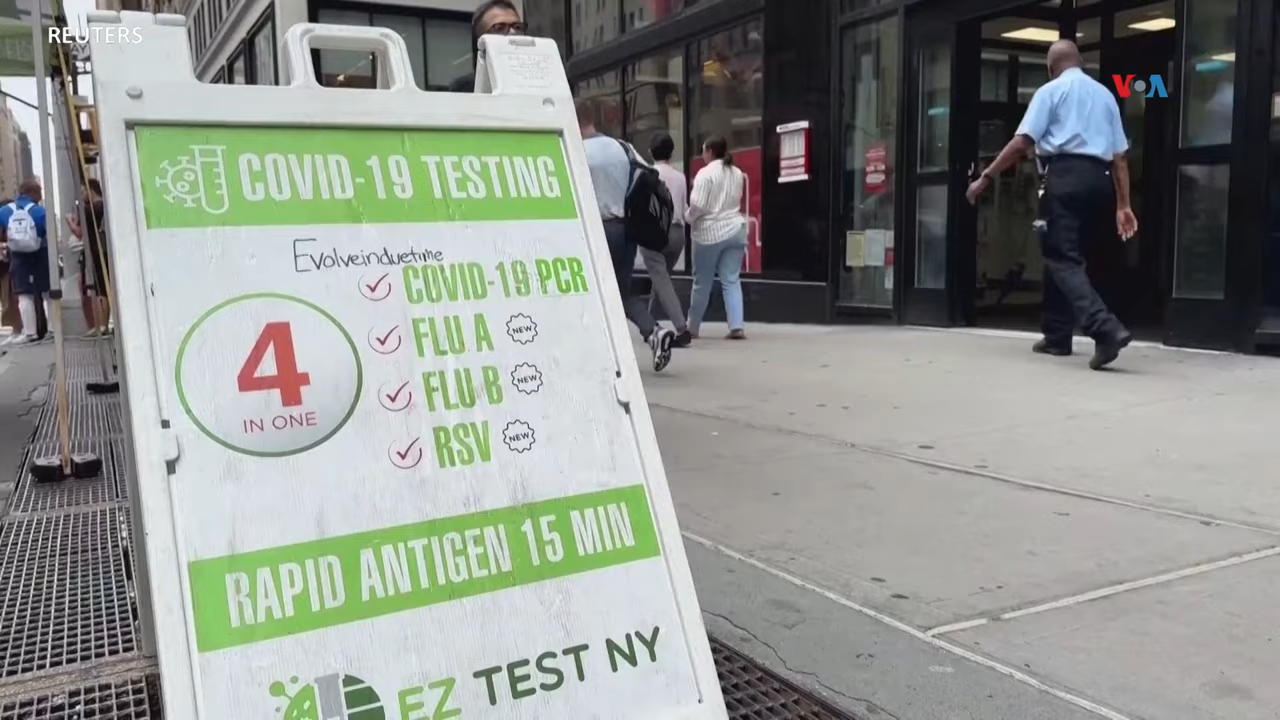 REUTERS
VOA
COVID-19 TESTING
Evolveinduetime
COVID-19 PCR
4
IN ONE
FLU A NEW
FLU B NEW
RSV NEW
RAPID ANTIGEN 15 MIN
EZ TEST NY